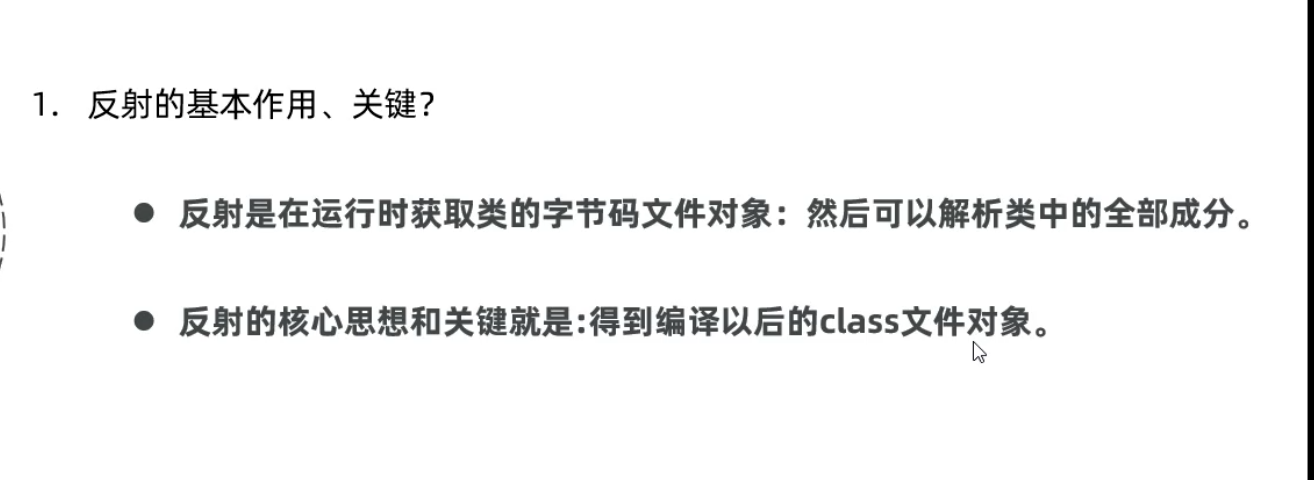 1. 反射的基本作用、关键?
● 反射是在运行时获取类的字节码文件对象：然后可以解析类中的全部成分。
● 反射的核心思想和关键就是:得到编译以后的class文件对象。